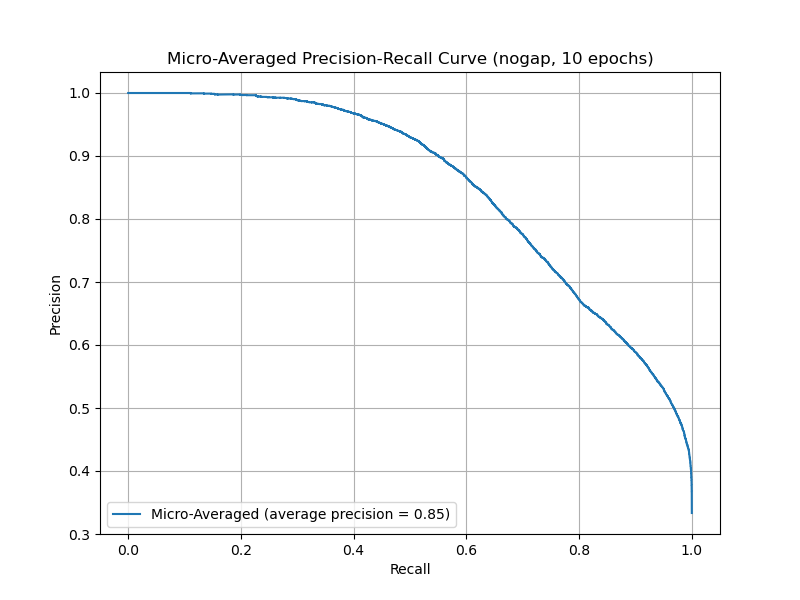 Micro-Averaged Precision-Recall Curve (nogap, 10 epochs)
1.0
0.9
0.8
0.7
0.6
0.5
0.4
0.3
Precision
Micro-Averaged (average precision = 0.85)
0.0 0.2 0.4 0.6 0.8 1.0
Recall